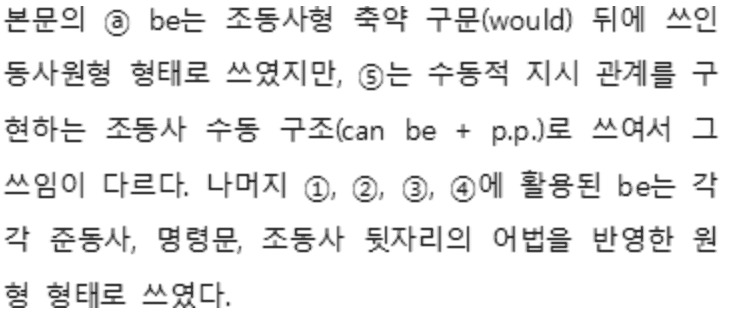 본문의 ⓐ be는 조동사형 축약 구문(would) 뒤에 쓰인
동사원형 형태로 쓰였지만, ⑤는 수동적 지시 관계를 구
현하는 조동사 수동 구조(can be + p.p.)로 쓰여서 그
쓰임이 다르다. 나머지 ①, ②, ③, ④에 활용된 be는 각
각 준동사, 명령문, 조동사 뒷자리의 어법을 반영한 원
형 형태로 쓰였다.